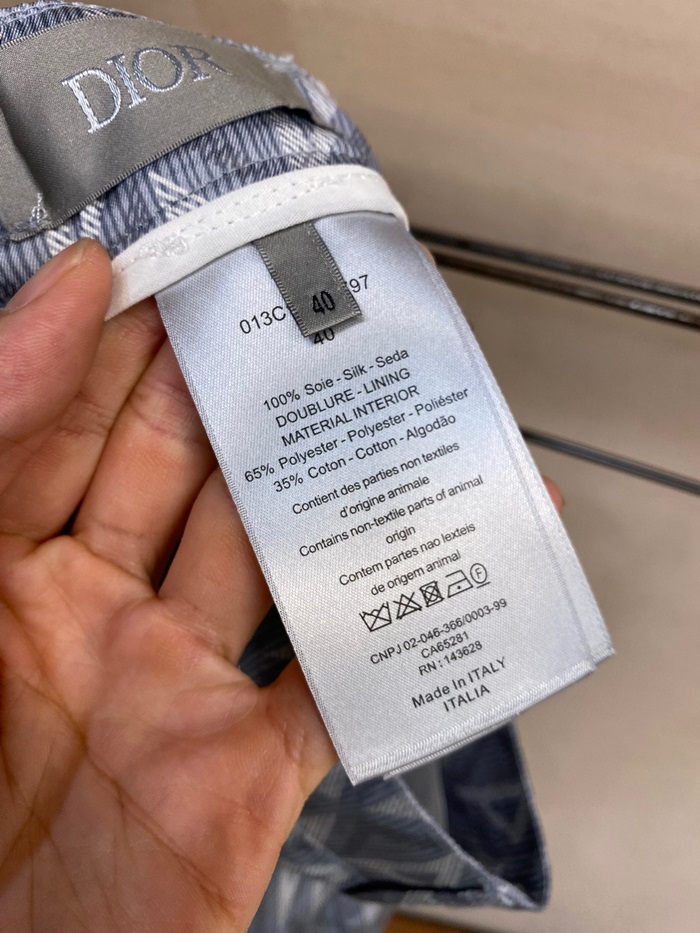 DIOR
40
013C 97
40
100% Soie - Silk - Seda
DOUBLURE - LINING
MATERIAL INTERIOR
65% Polyester - Polyester - Poliéster
35% Coton - Cotton - Algodão
Contient des parties non textiles
d'origine animale
Contains non-textile parts of animal
origin
Contem partes nao lexteis
de origem animal
F
CNPJ 02-046-366/0003-99
CA65281
RN : 143628
Made In ITALY
ITALIA